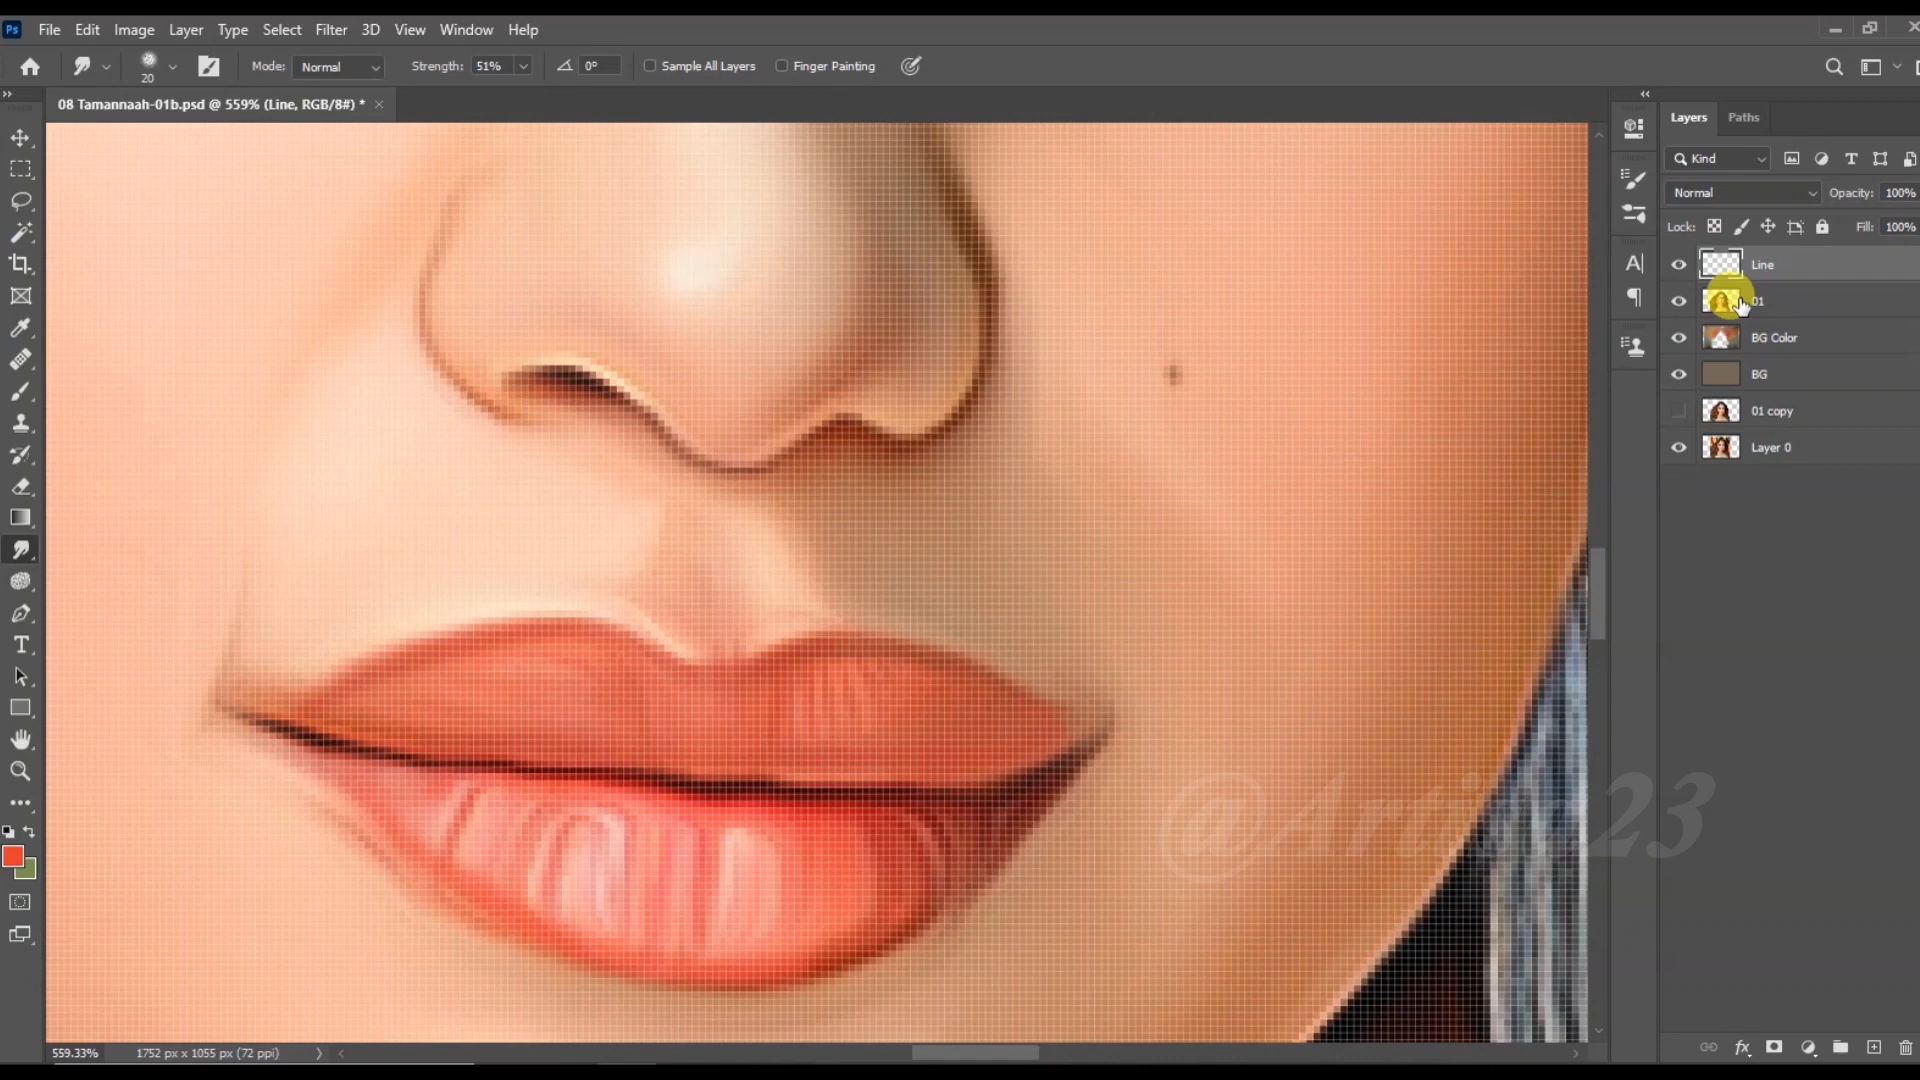 Ps File Edit Image Layer Type Select Filter 3D View Window Help
20 Mode: Normal Strength: 51% 0° Sample All Layers Finger Painting
08 Tamannaah-01b.psd @ 559% (Line, RGB/8#) *
Layers Paths
Kind
Normal Opacity: 100%
Lock: Fill: 100%
Line
01
BG Color
BG
01 copy
Layer 0
559.33% 1752 px x 1055 px (72 ppi)